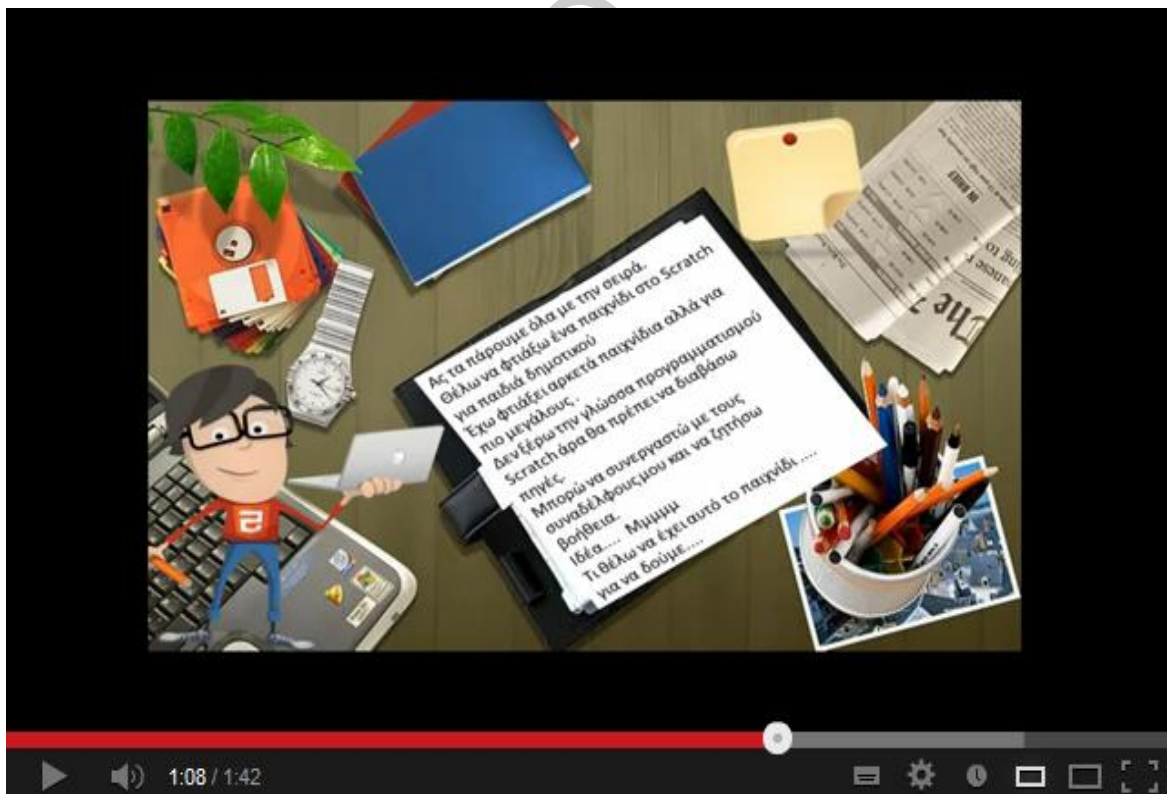 Ας τα πάρουμε όλα με την σειρά.
Θέλω να φτιάξω ένα παιχνίδι στο Scratch
για παιδιά δημοτικού
Έχω φτιάξει αρκετά παιχνίδια αλλά για
πιο μεγάλους .
Δεν ξέρω την γλώσσα προγραμματισμού
Scratch άρα θα πρέπει να διαβάσω
πηγές.
Μπορώ να συνεργαστώ με τους
συναδέλφους μου και να ζητήσω
βοήθεια.
Ιδέα.... Μμμμμ
Τι θέλω να έχει αυτό το παιχνίδι ....
για να δούμε....
IN BRIEF
The
1:08 / 1:42